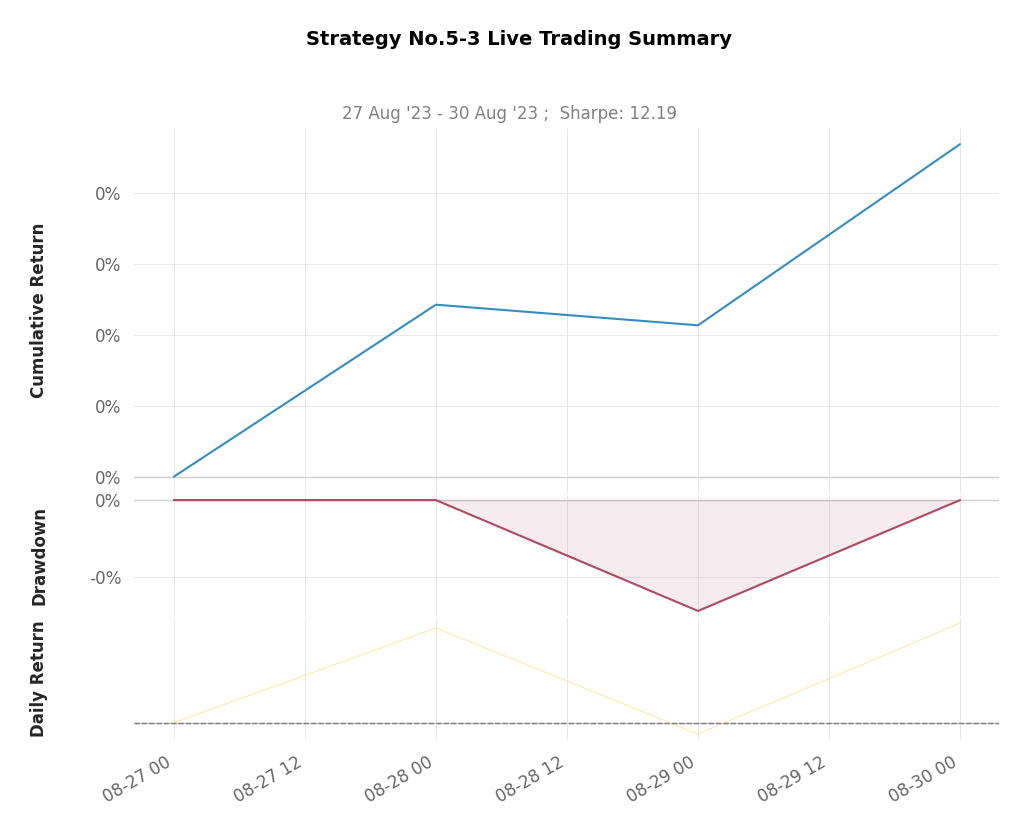 Strategy No.5-3 Live Trading Summary
27 Aug '23 - 30 Aug '23 ;  Sharpe: 12.19
Cumulative Return
0%
0%
0%
0%
0%
Drawdown
0%
-0%
Daily Return
08-27 00
08-27 12
08-28 00
08-28 12
08-29 00
08-29 12
08-30 00